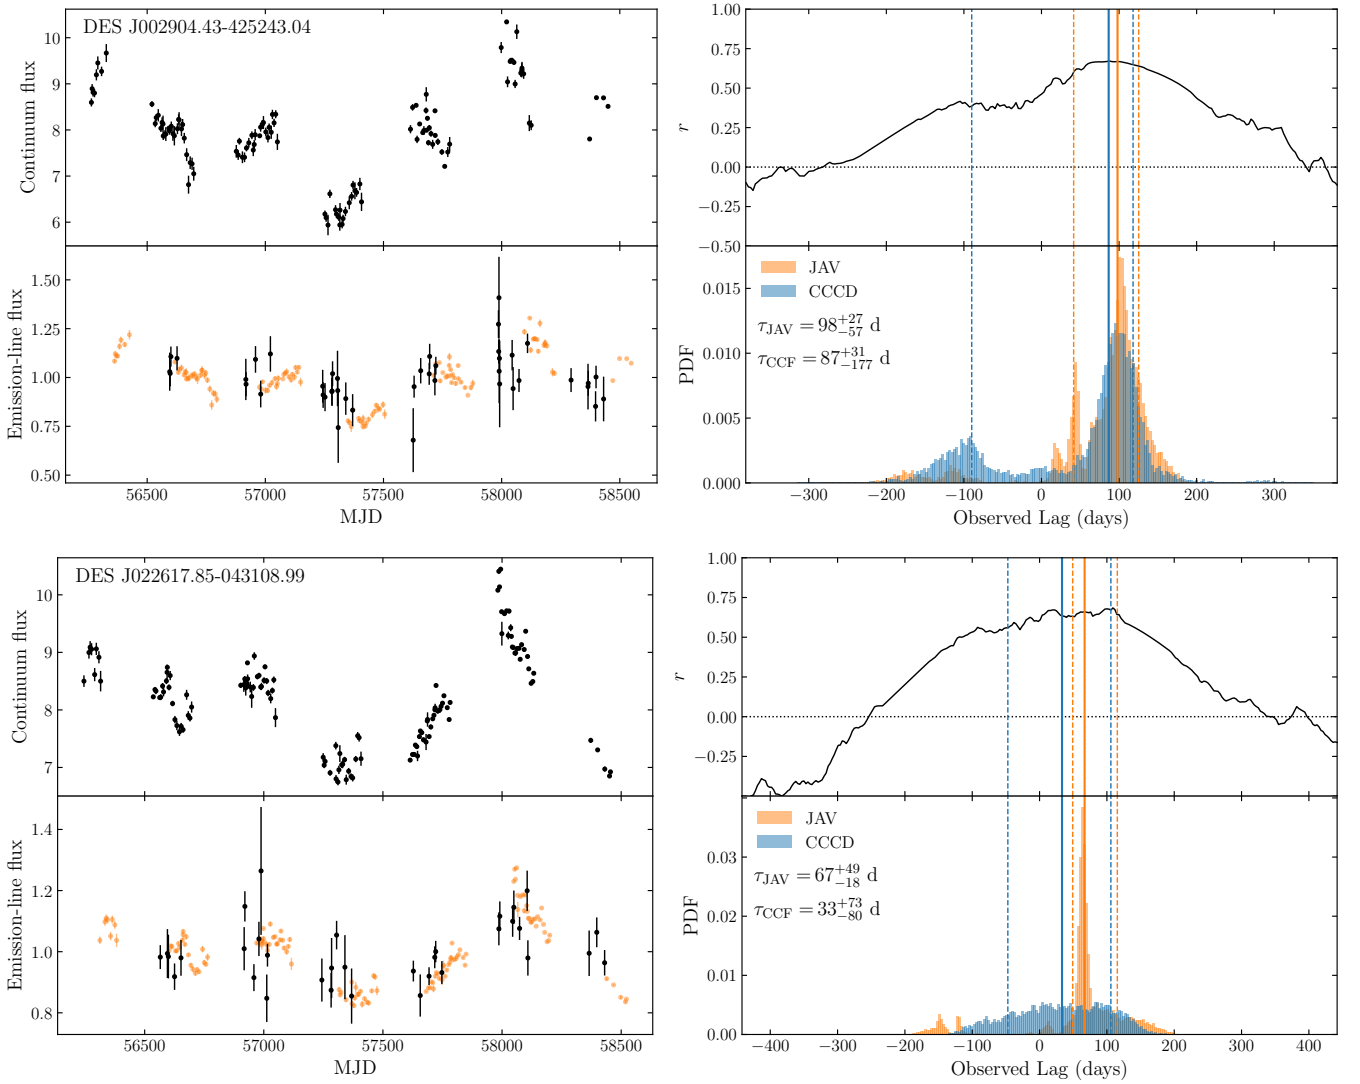 DES J002904.43-425243.04
Continuum flux
10
9
8
7
6
Emission-line flux
1.50
1.25
1.00
0.75
0.50
56500
57000
57500
58000
58500
MJD
r
1.00
0.75
0.50
0.25
0.00
−0.25
−0.50
JAV
CCCD
τJAV = 98+27−57 d
τCCF = 87+31−177 d
PDF
0.015
0.010
0.005
0.000
−300
−200
−100
0
100
200
300
Observed Lag (days)
DES J022617.85-043108.99
Continuum flux
10
9
8
7
Emission-line flux
1.4
1.2
1.0
0.8
56500
57000
57500
58000
58500
MJD
r
1.00
0.75
0.50
0.25
0.00
−0.25
JAV
CCCD
τJAV = 67+49−18 d
τCCF = 33+73−80 d
PDF
0.03
0.02
0.01
0.00
−400
−300
−200
−100
0
100
200
300
400
Observed Lag (days)